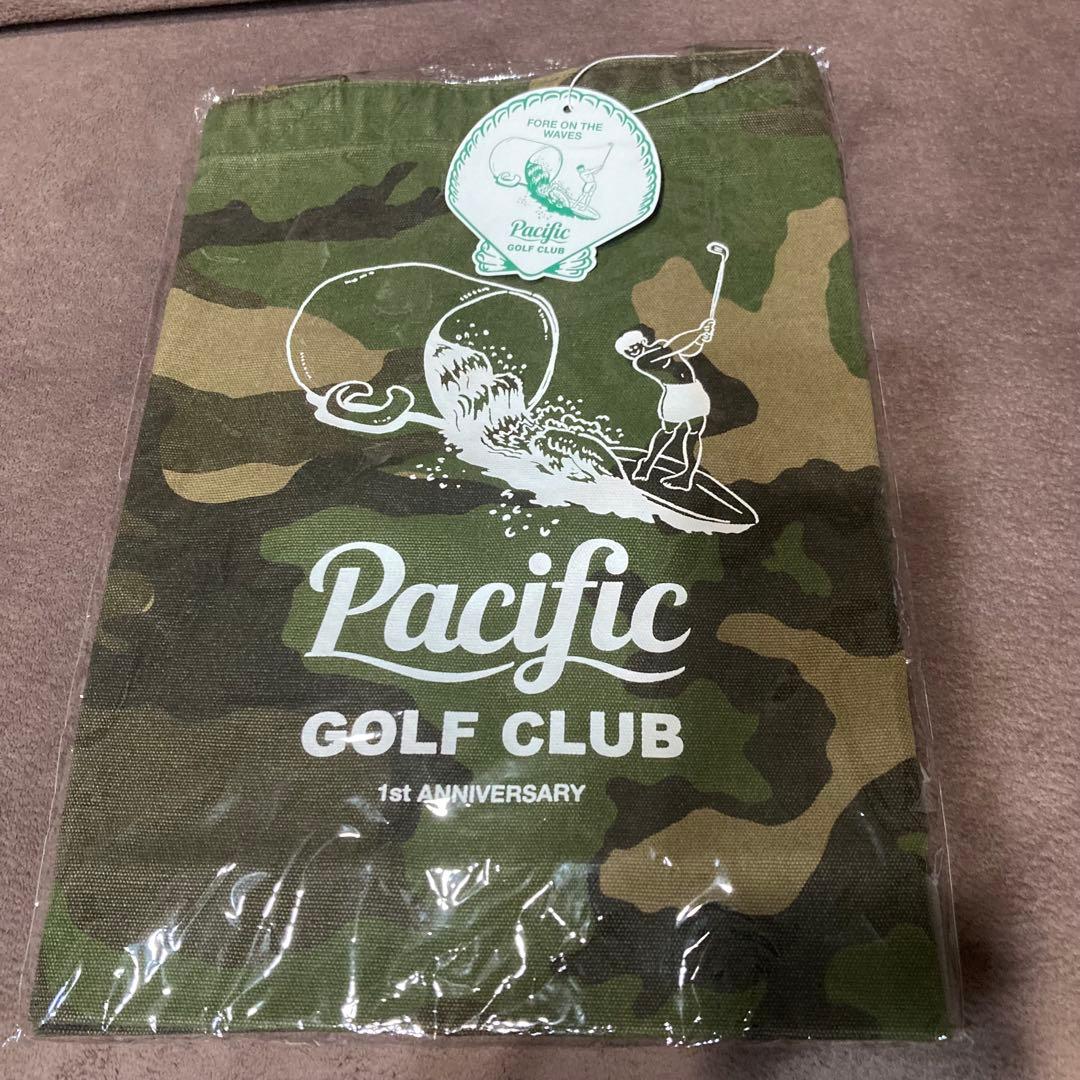 FORE ON THE
WAVES
Pacific
GOLF CLUB
Pacific
GOLF CLUB
1st ANNIVERSARY